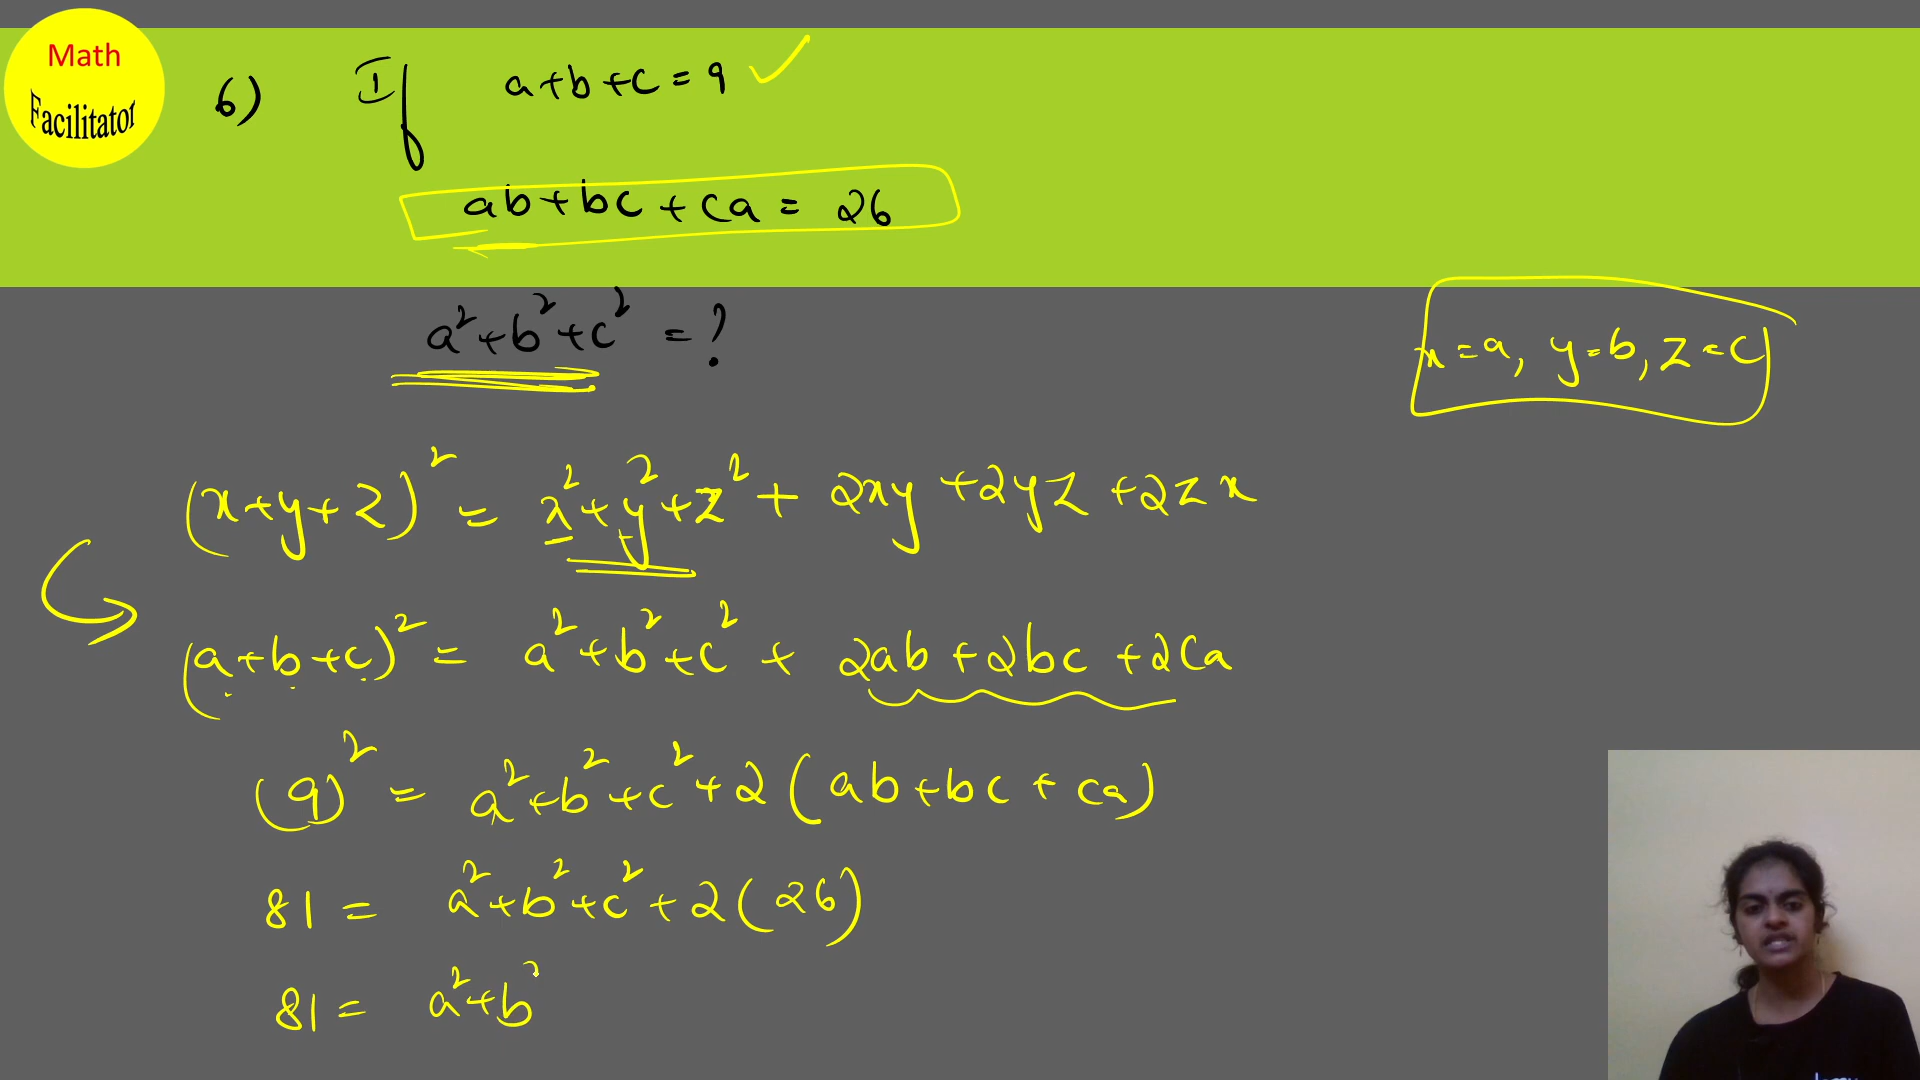 Math
Facilitator
6) If a+b+c=9
ab+bc+ca=26
a²+b²+c²=?
x=a, y=b, z=c
(x+y+z)²=x²+y²+z²+2xy+2yz+2zx
(a+b+c)²=a²+b²+c²+2ab+2bc+2ca
(9)²=a²+b²+c²+2(ab+bc+ca)
81=a²+b²+c²+2(26)
81=a²+b²